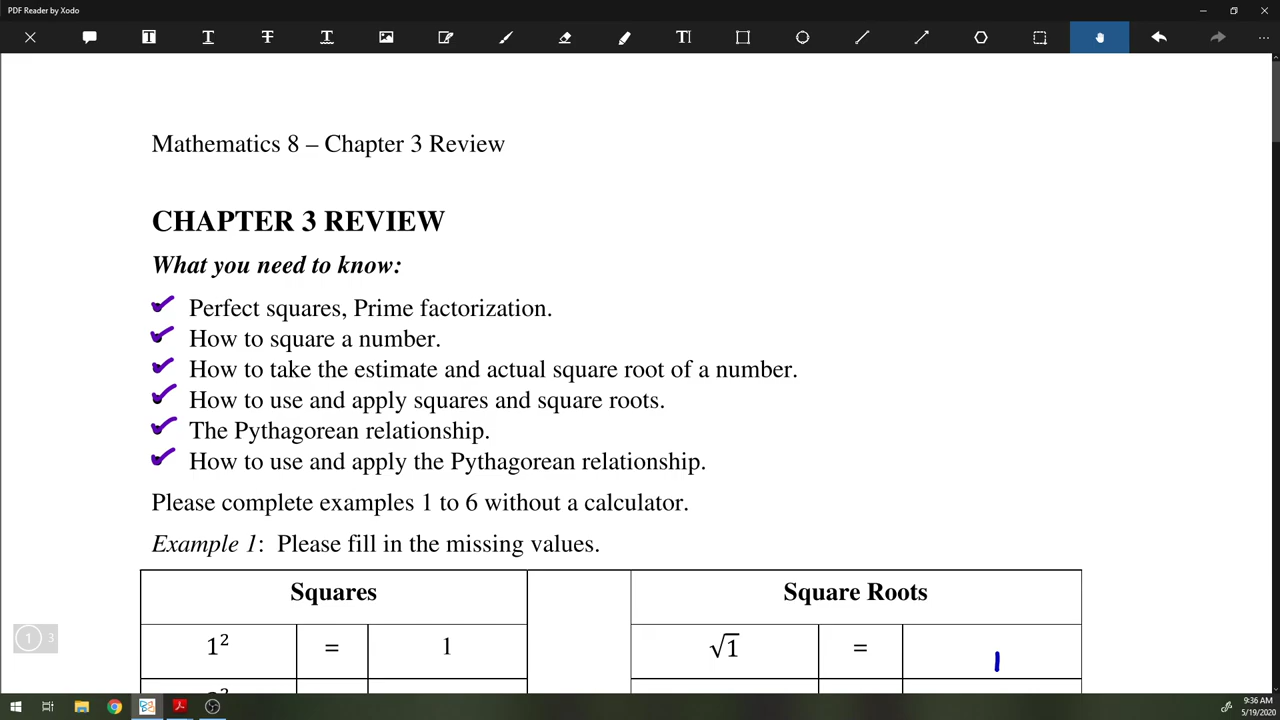 PDF Reader by Xodo
Mathematics 8 – Chapter 3 Review
CHAPTER 3 REVIEW
What you need to know:
Perfect squares, Prime factorization.
How to square a number.
How to take the estimate and actual square root of a number.
How to use and apply squares and square roots.
The Pythagorean relationship.
How to use and apply the Pythagorean relationship.
Please complete examples 1 to 6 without a calculator.
Example 1: Please fill in the missing values.
Squares Square Roots
1² = 1 √1 = 1
1 3
9:36 AM
5/19/2020